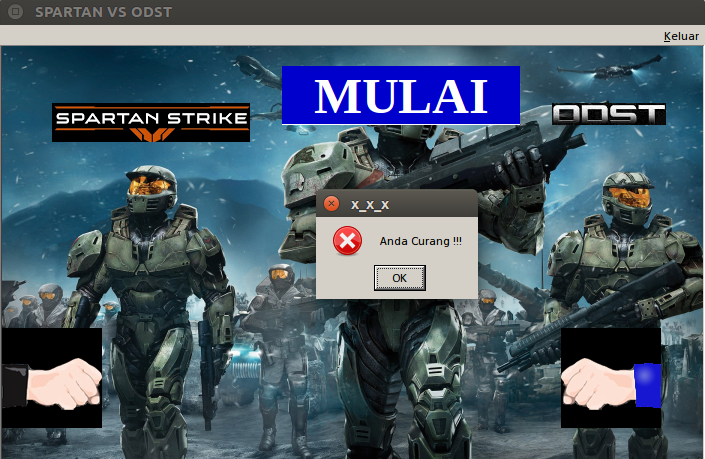 SPARTAN VS ODST
Keluar
MULAI
SPARTAN STRIKE
ODST
x_x_x
Anda Curang !!!
OK